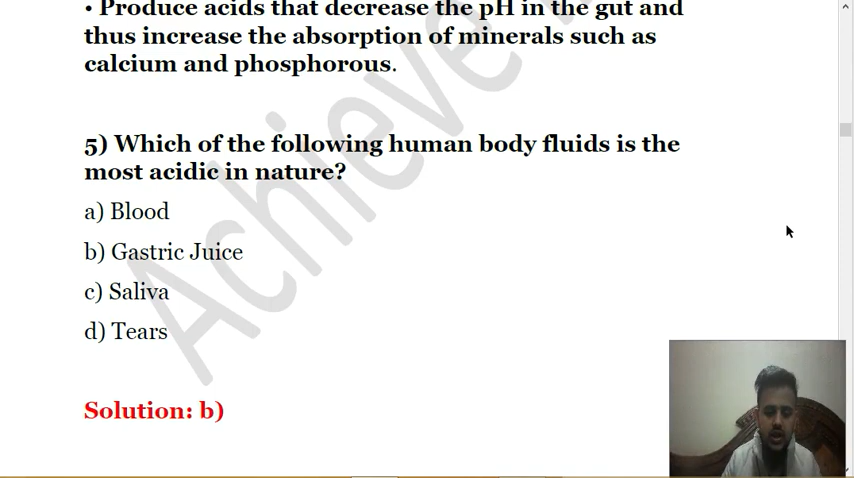 • Produce acids that decrease the pH in the gut and
thus increase the absorption of minerals such as
calcium and phosphorous.
5) Which of the following human body fluids is the
most acidic in nature?
a) Blood
b) Gastric Juice
c) Saliva
d) Tears
Solution: b)
Achieve